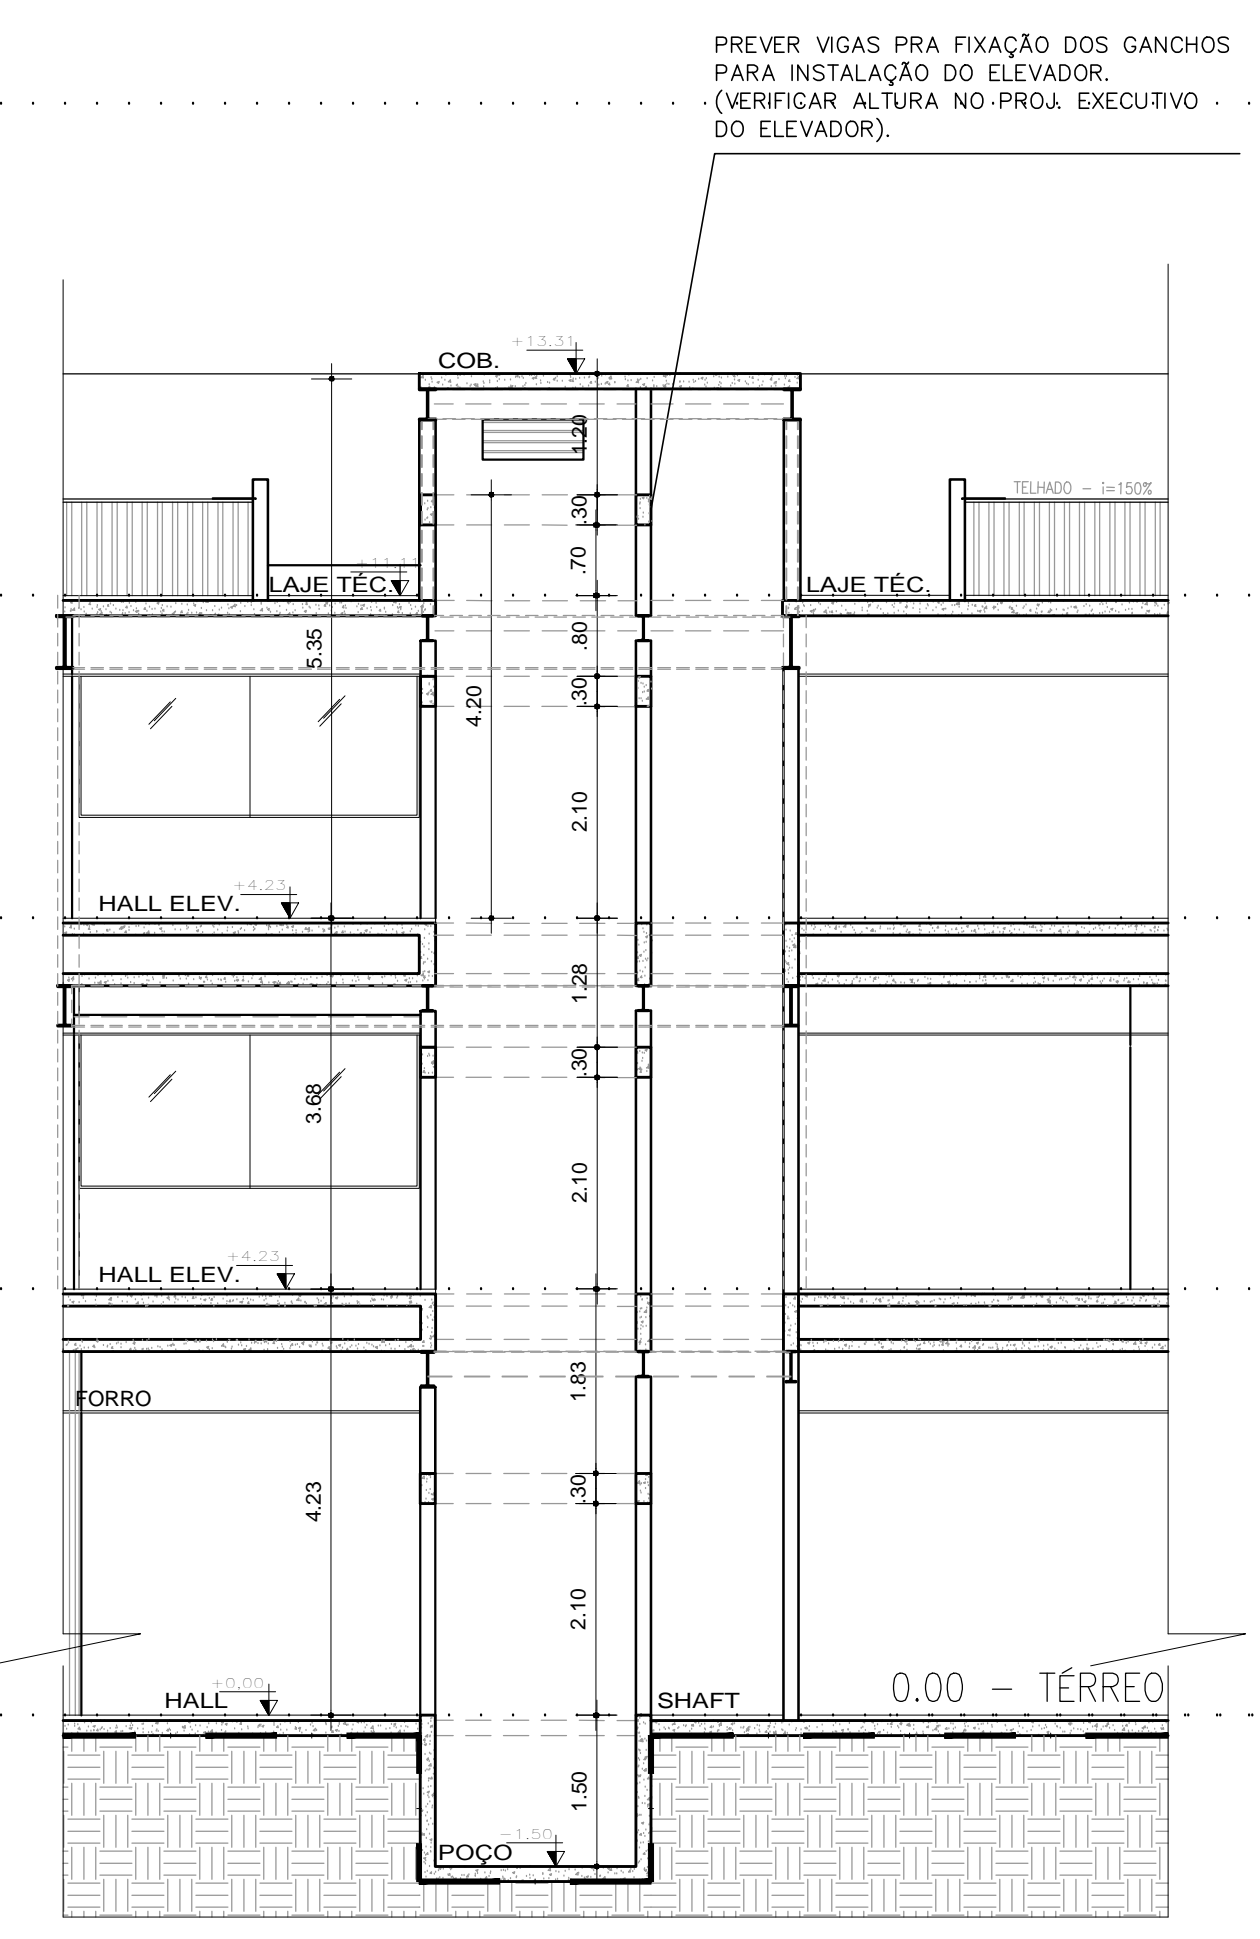 PREVER VIGAS PRA FIXAÇÃO DOS GANCHOS
PARA INSTALAÇÃO DO ELEVADOR.
(VERIFICAR ALTURA NO PROJ. EXECUTIVO
DO ELEVADOR).
+13.31
COB.
1.20
TELHADO - i=150%
.30
.70
+11.11
LAJE TÉC.
LAJE TÉC.
.80
5.35
.30
4.20
2.10
+4.23
HALL ELEV.
1.28
.30
3.68
2.10
+4.23
HALL ELEV.
1.83
FORRO
.30
4.23
2.10
+0,00
HALL
SHAFT
0.00 - TÉRREO
1.50
-1.50
POÇO